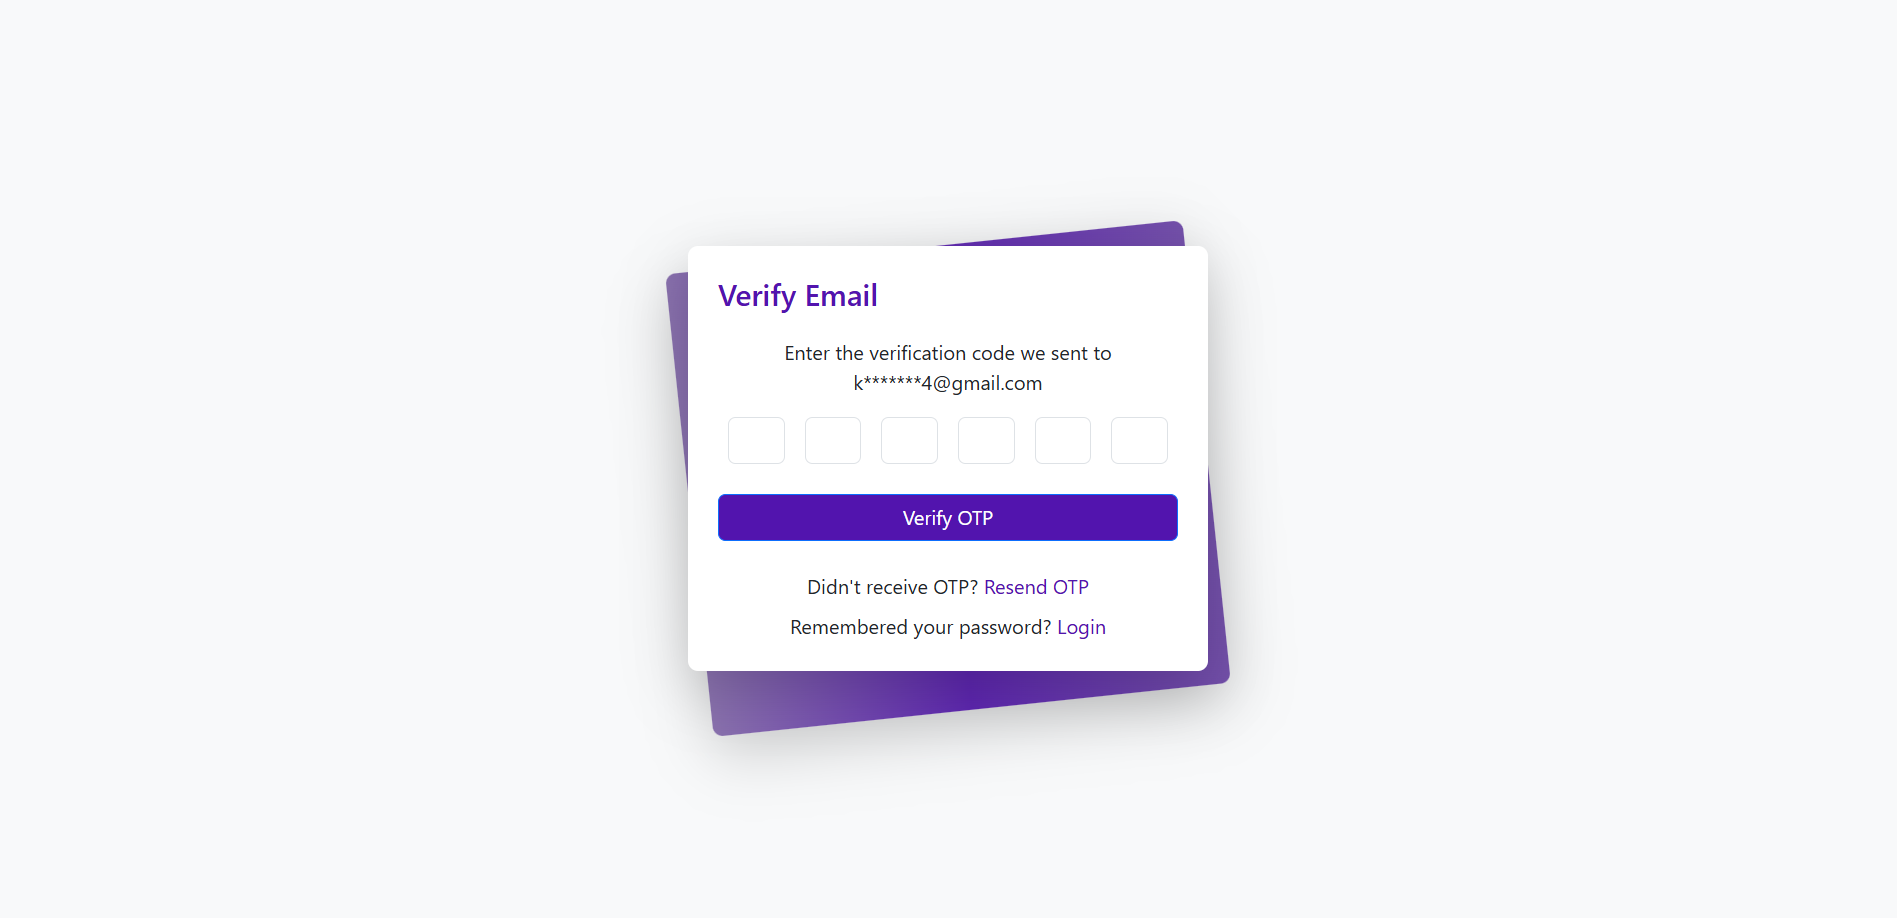 Verify Email
Enter the verification code we sent to
k*******4@gmail.com
Verify OTP
Didn't receive OTP? Resend OTP
Remembered your password? Login